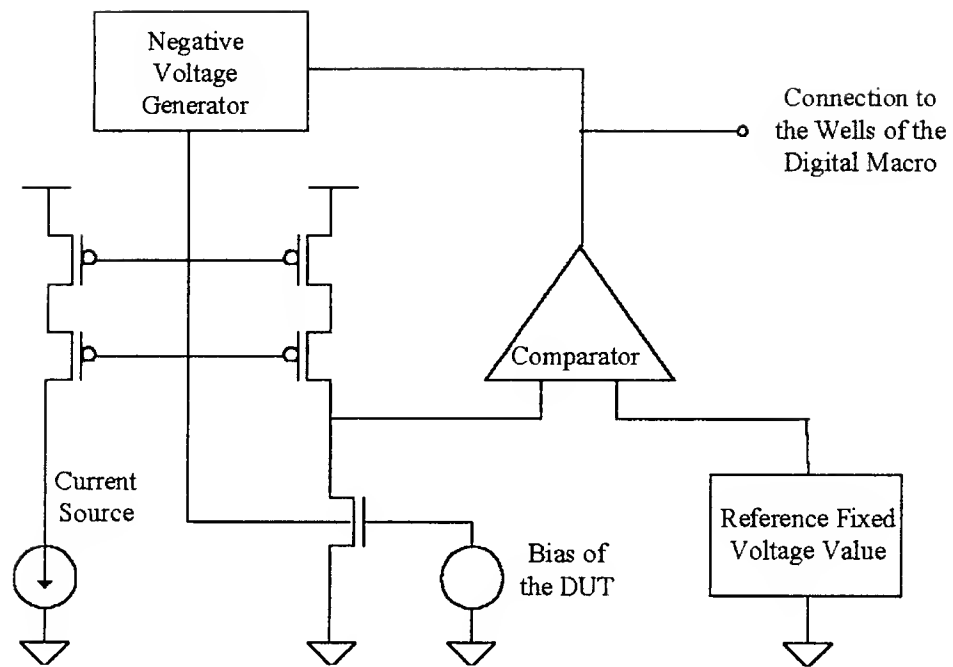 Negative
Voltage
Generator
Connection to
the Wells of the
Digital Macro
Comparator
Current
Source
Bias of
the DUT
Reference Fixed
Voltage Value